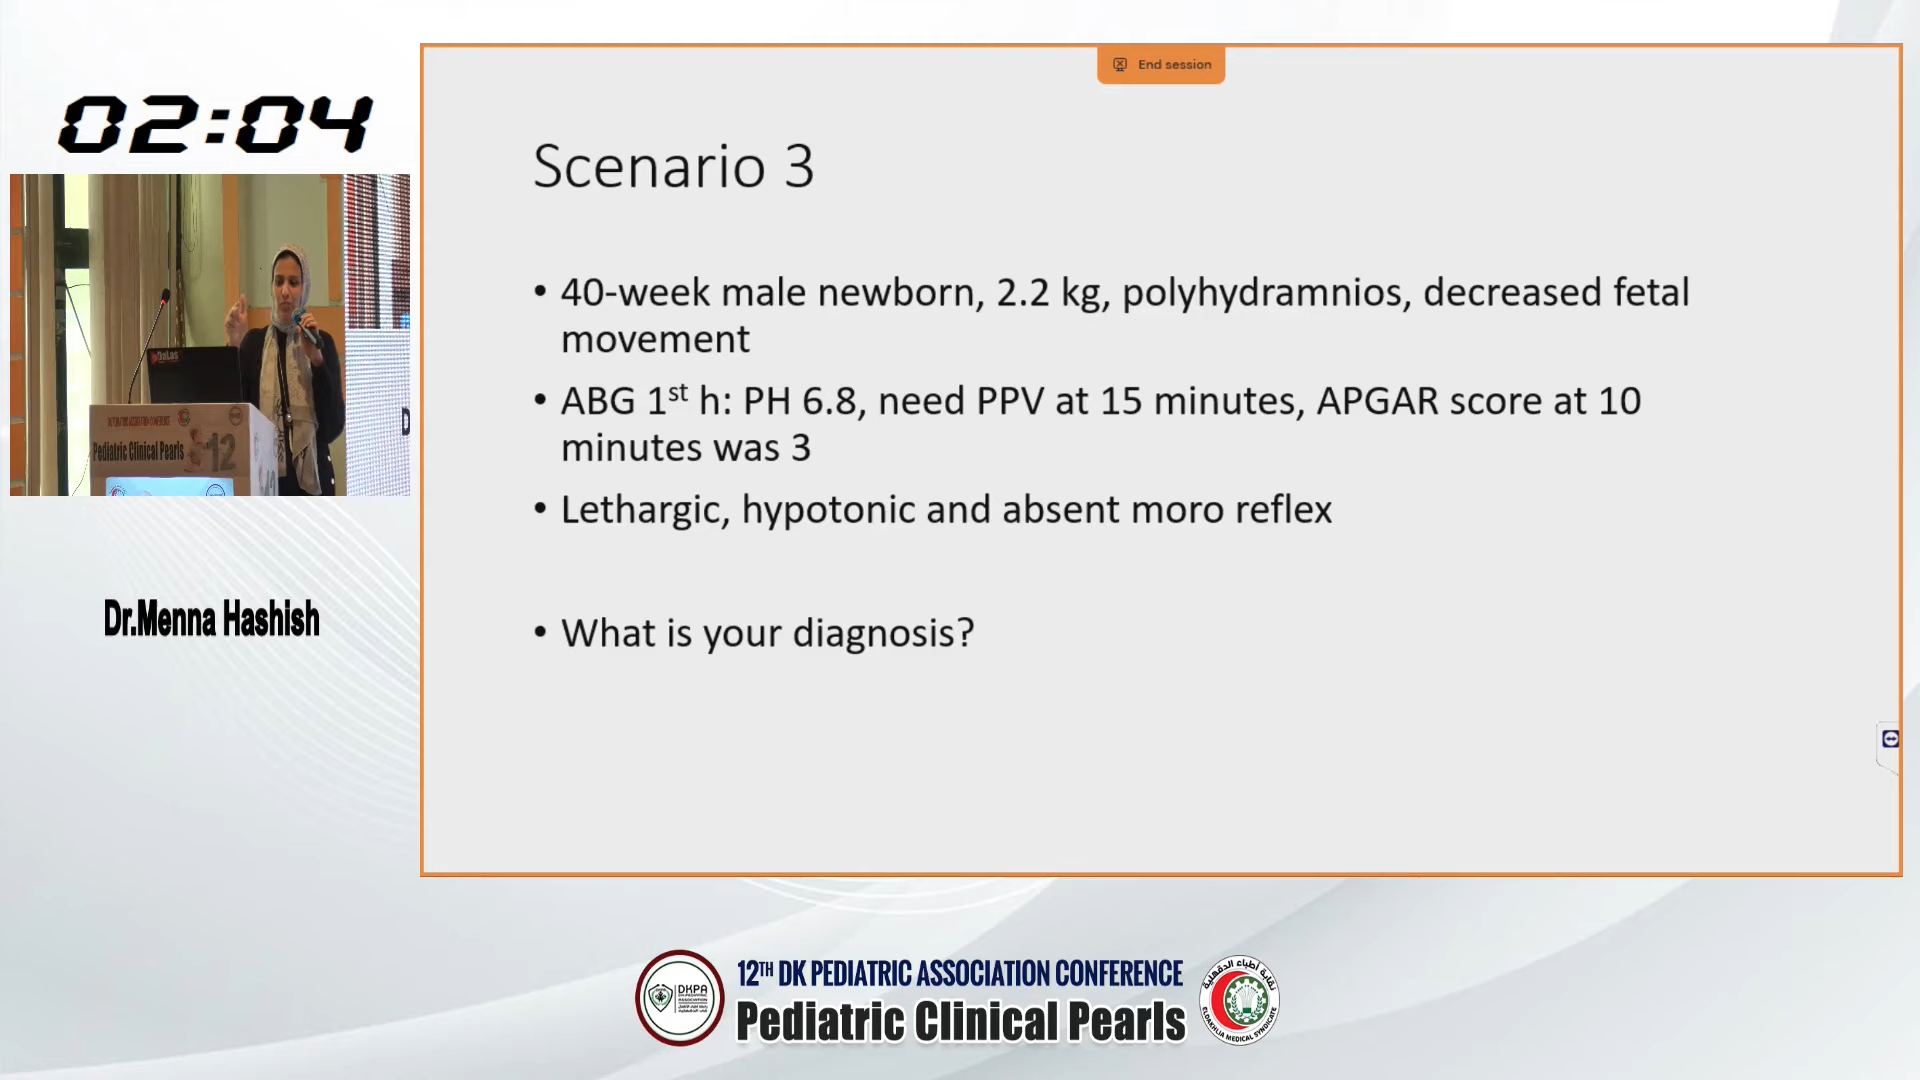 02:04
End session
Scenario 3
• 40-week male newborn, 2.2 kg, polyhydramnios, decreased fetal
movement
• ABG 1st h: PH 6.8, need PPV at 15 minutes, APGAR score at 10
minutes was 3
• Lethargic, hypotonic and absent moro reflex
• What is your diagnosis?
Pediatric Clinical Pearls
12
Dr.Menna Hashish
DKPA
12TH DK PEDIATRIC ASSOCIATION CONFERENCE
Pediatric Clinical Pearls
نقابة أطباء الدقهلية
ELDAKHLIA MEDICAL SYNDICATE